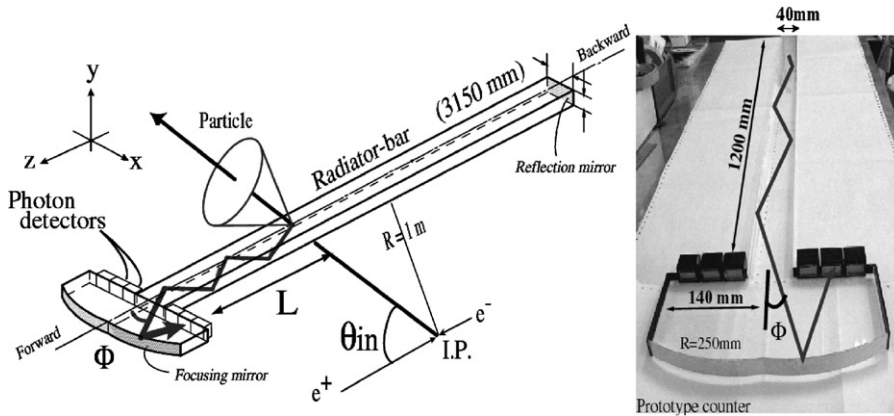 y
z
x
Particle
Radiator-bar (3150 mm)
Backward
Reflection mirror
Photon
detectors
R=1m
L
θin
e⁻
I.P.
e⁺
Forward
Φ
Focusing mirror
40mm
1200 mm
140 mm
Φ
R=250mm
Prototype counter